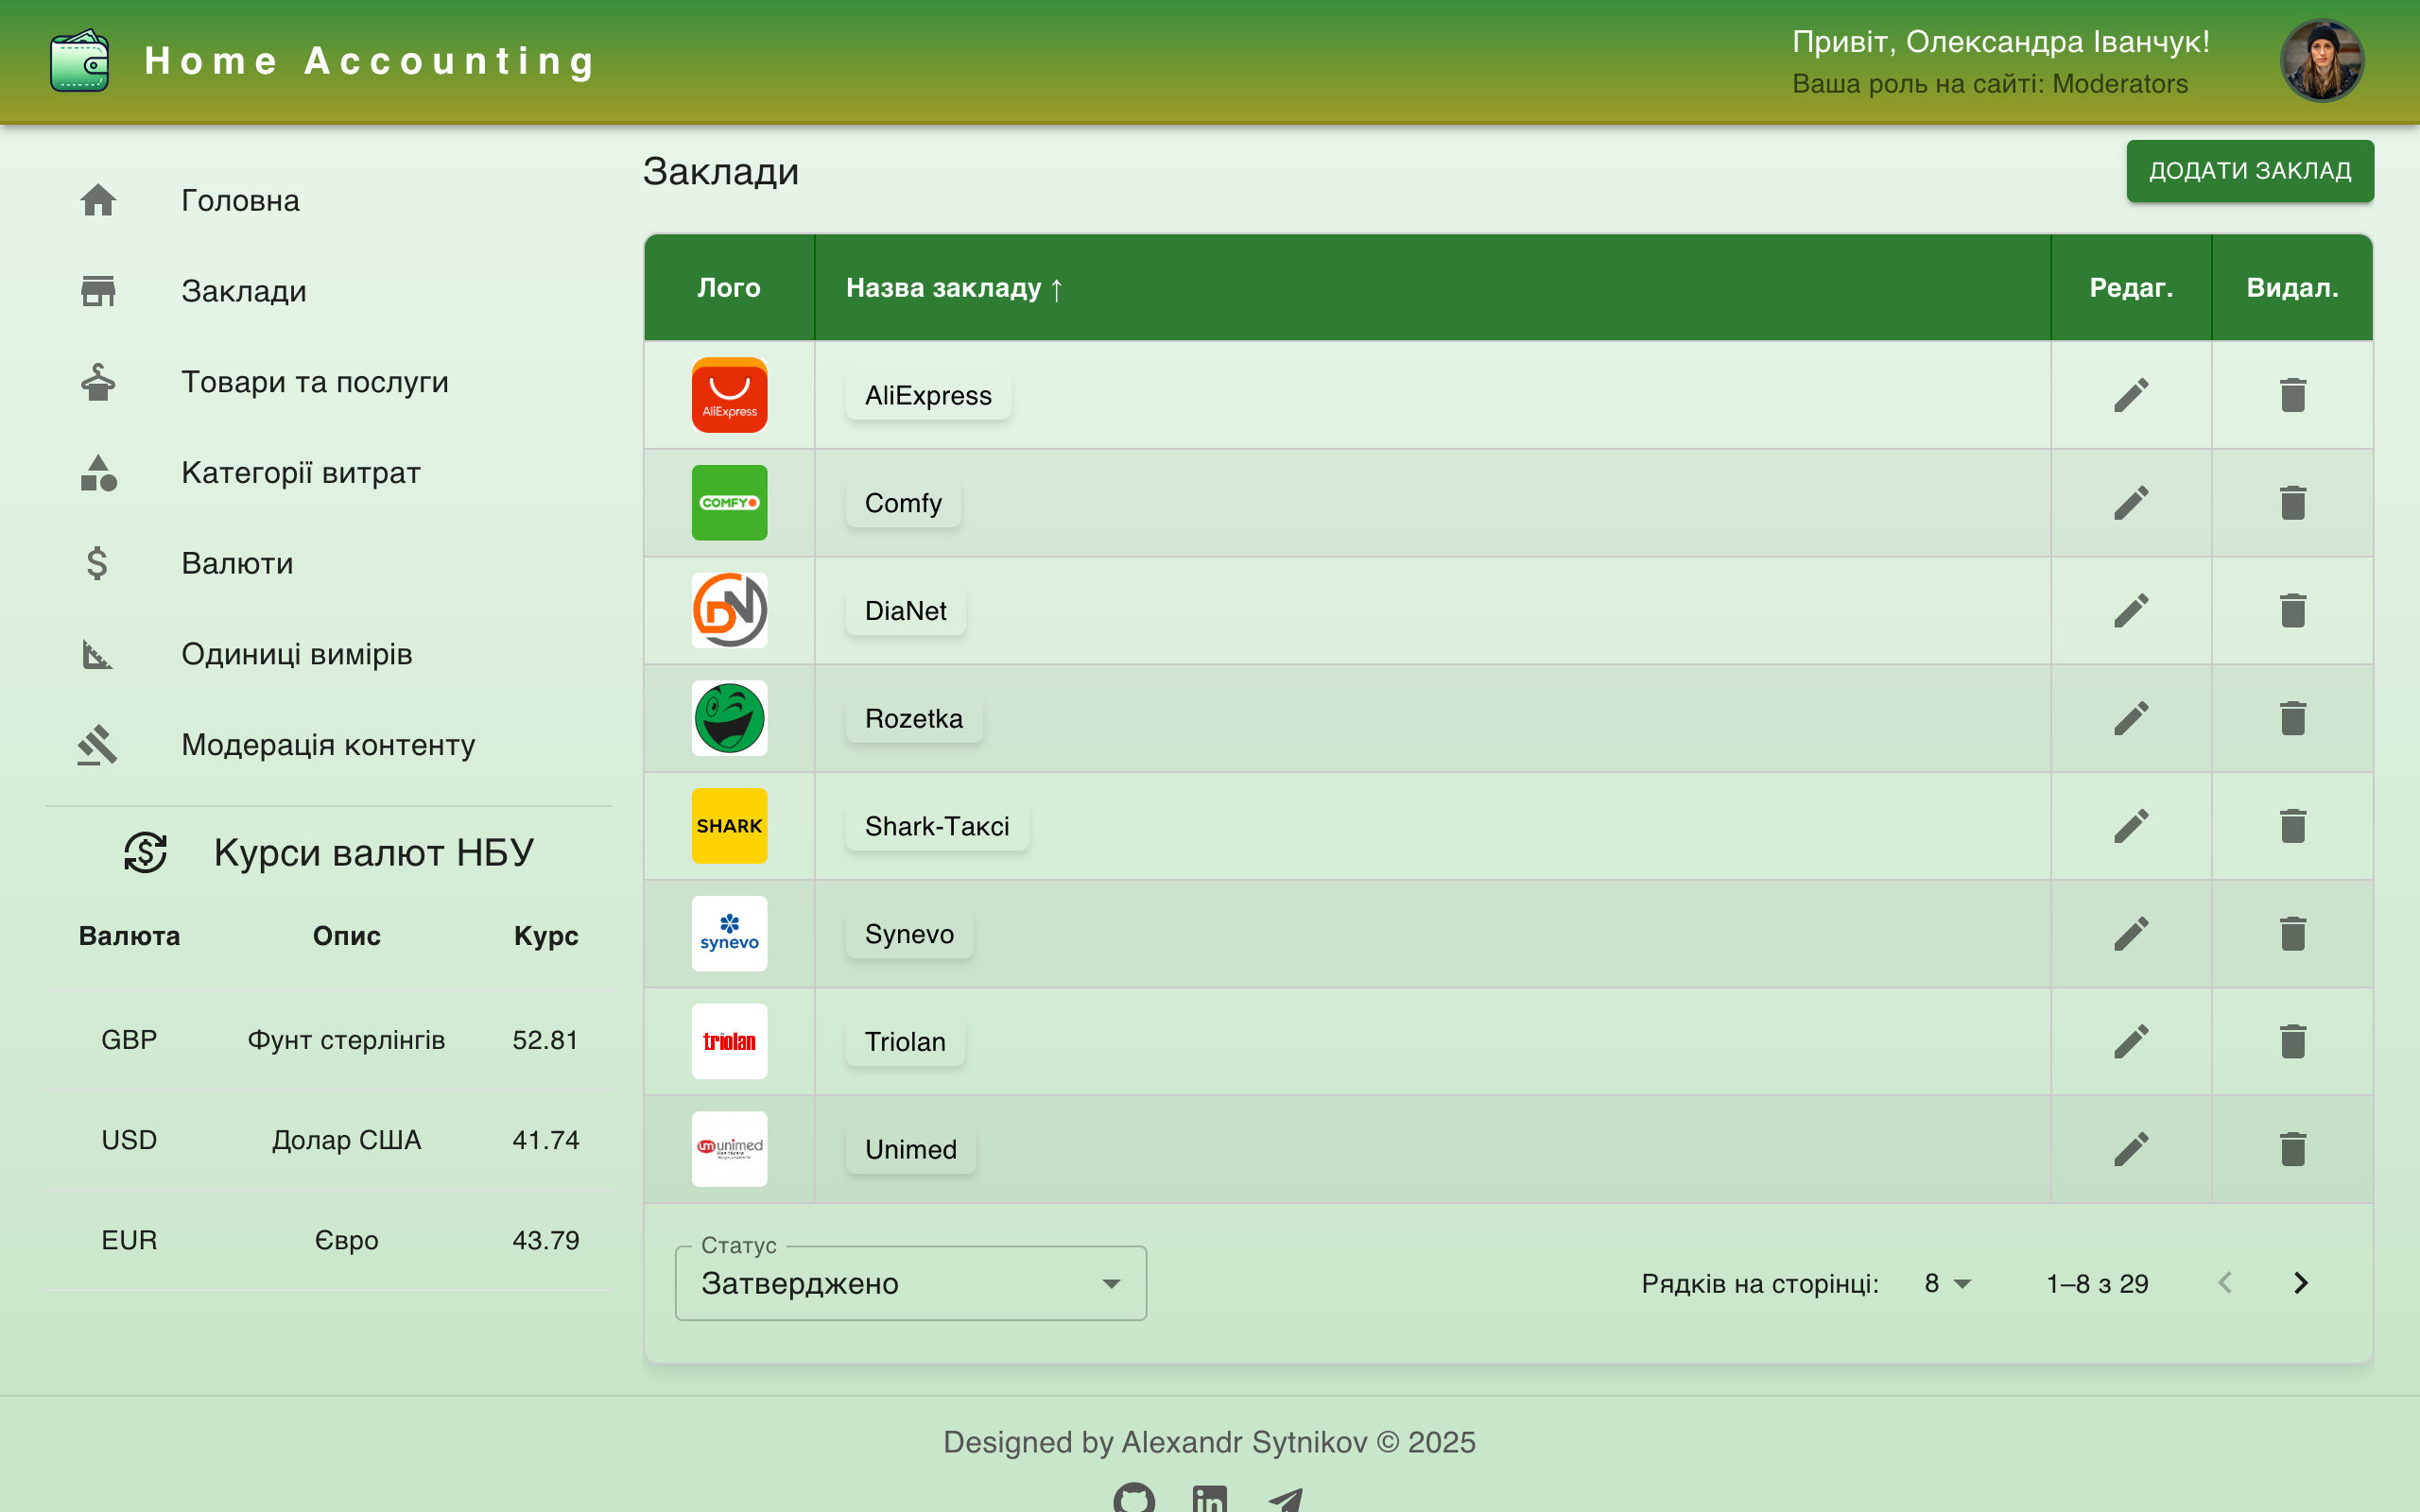 Home Accounting
Привіт, Олександра Іванчук!
Ваша роль на сайті: Moderators
Головна
Заклади
Товари та послуги
Категорії витрат
Валюти
Одиниці вимірів
Модерація контенту
Курси валют НБУ
Валюта Опис Курс
GBP Фунт стерлінгів 52.81
USD Долар США 41.74
EUR Євро 43.79
Заклади
ДОДАТИ ЗАКЛАД
Лого Назва закладу ↑ Редаг. Видал.
AliExpress AliExpress
COMFY Comfy
DN DiaNet
Rozetka
SHARK Shark-Таксі
synevo Synevo
triolan Triolan
um unimed Unimed
Статус
Затверджено
Рядків на сторінці: 8 1–8 з 29
Designed by Alexandr Sytnikov © 2025
in